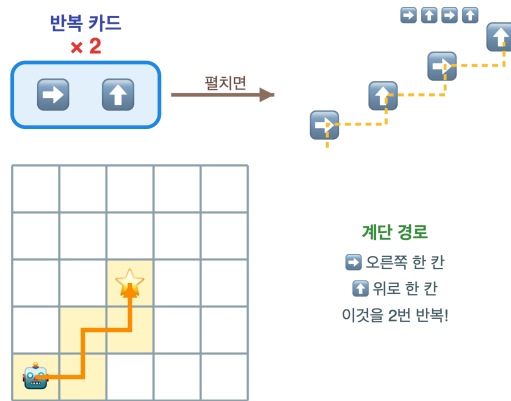 반복 카드
× 2
펼치면
계단 경로
➡️ 오른쪽 한 칸
⬆️ 위로 한 칸
이것을 2번 반복!